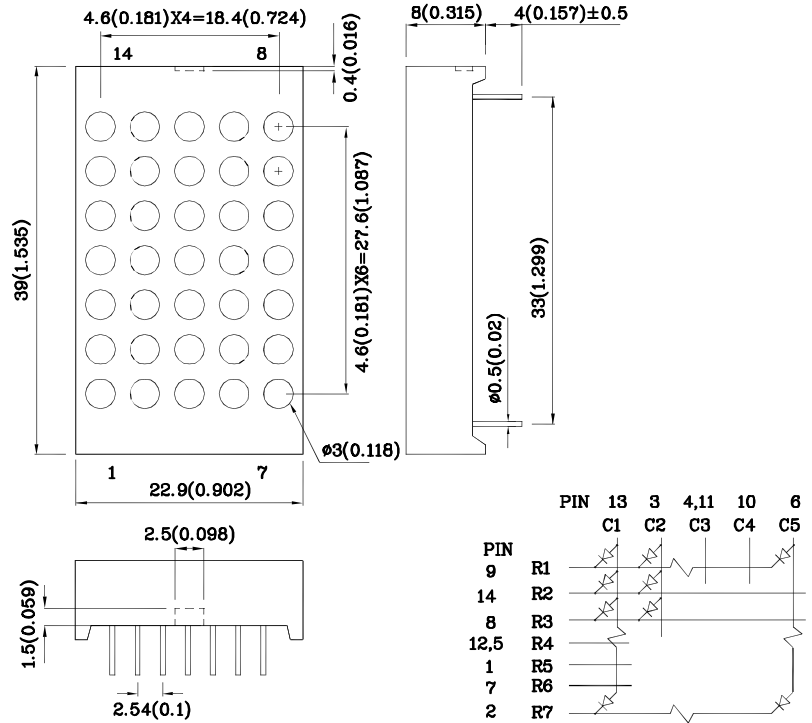 4.6(0.181)X4=18.4(0.724)
8(0.315)
4(0.157)±0.5
14
8
0.4(0.016)
39(1.535)
4.6(0.181)X6=27.6(1.087)
33(1.299)
ø0.5(0.02)
ø3(0.118)
1
7
22.9(0.902)
2.5(0.098)
1.5(0.059)
2.54(0.1)
PIN 13 3 4,11 10 6
C1 C2 C3 C4 C5
PIN
9 R1
14 R2
8 R3
12,5 R4
1 R5
7 R6
2 R7